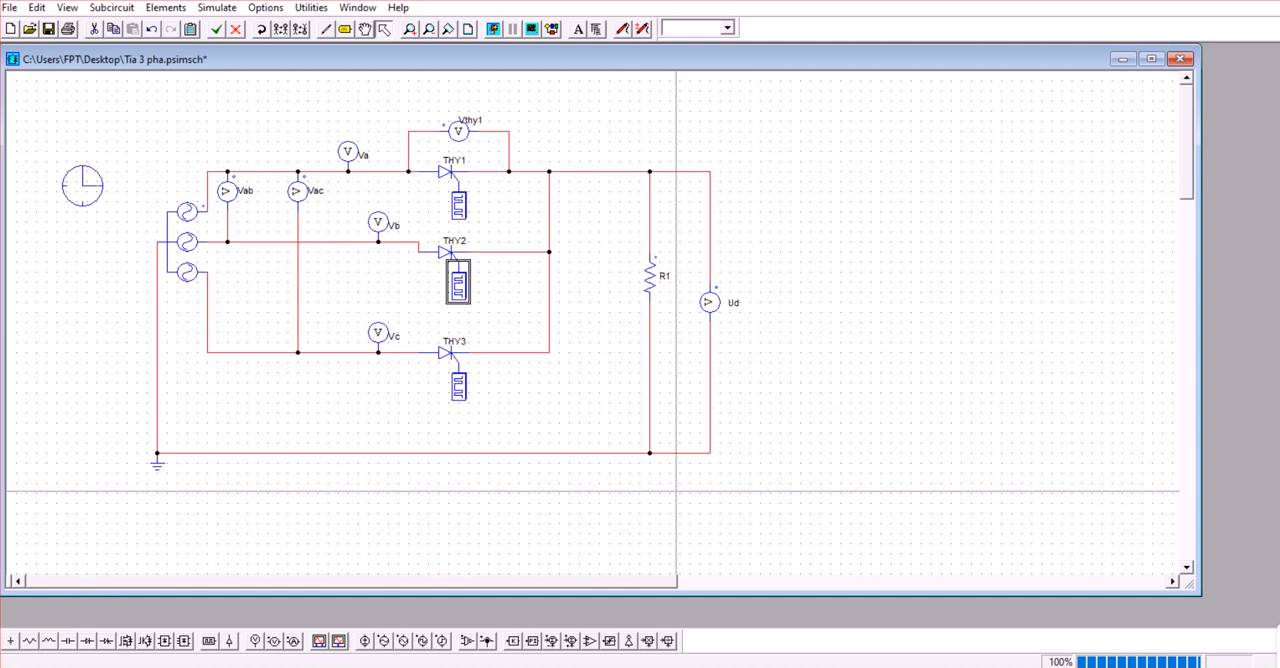 File Edit View Subcircuit Elements Simulate Options Utilities Window Help
C:\Users\FPT\Desktop\Tia 3 pha.psimsch*
Vthy1
Va
THY1
Vab
Vac
Vb
THY2
R1
Ud
Vc
THY3
100%